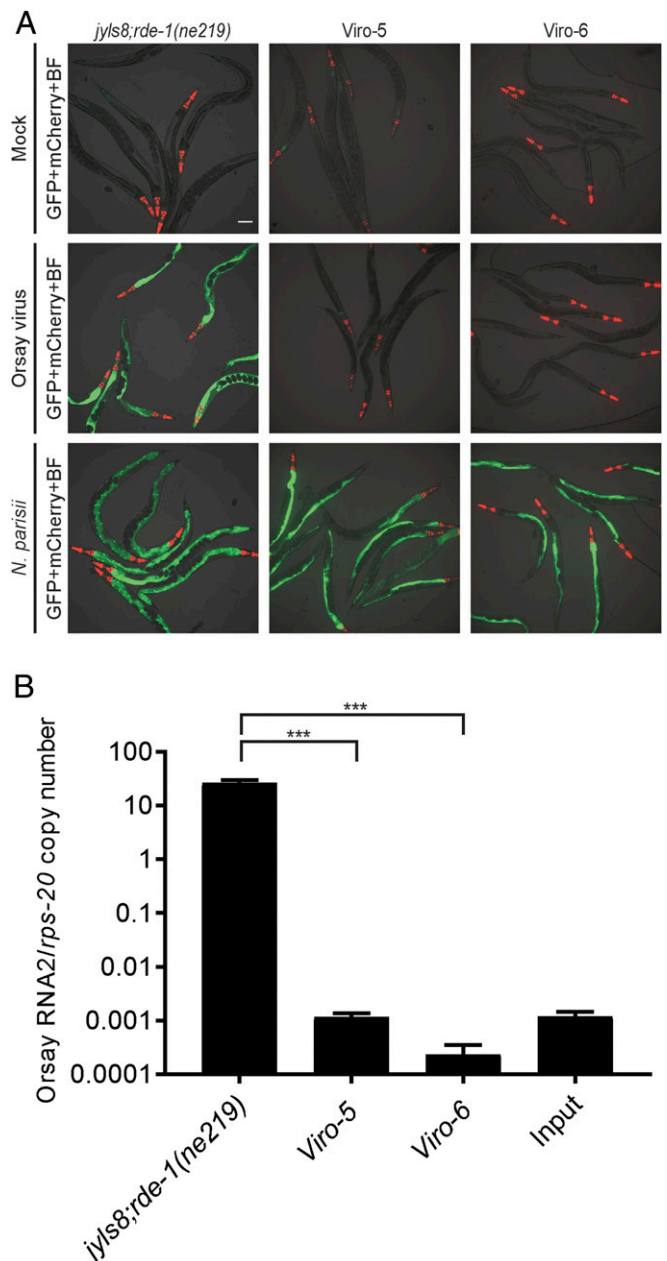 A
jyIs8;rde-1(ne219)
Viro-5
Viro-6
Mock
GFP+mCherry+BF
Orsay virus
GFP+mCherry+BF
N. parisii
GFP+mCherry+BF
B
***
***
Orsay RNA2/rps-20 copy number
100
10
1
0.1
0.01
0.001
0.0001
jyIs8;rde-1(ne219)
Viro-5
Viro-6
Input